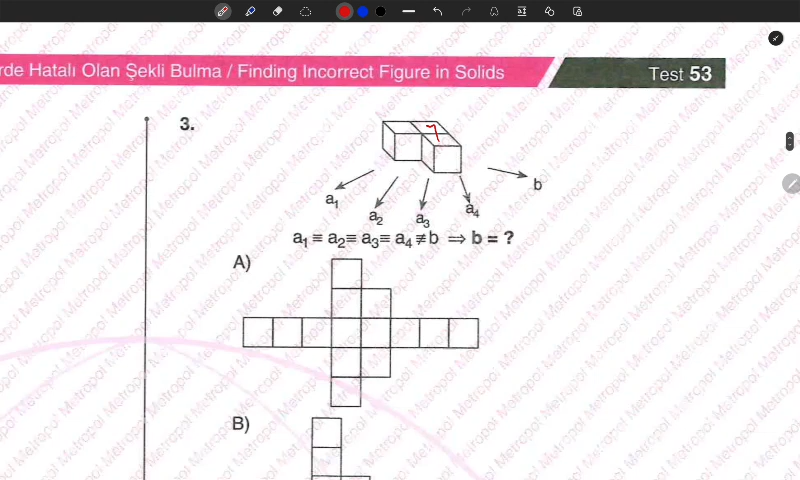 rde Hatalı Olan Şekli Bulma / Finding Incorrect Figure in Solids
Test 53
3.
a₁
a₂
a₃
a₄
b
a₁ ≡ a₂ ≡ a₃ ≡ a₄ ≢ b ⇒ b = ?
A)
B)
Metropol